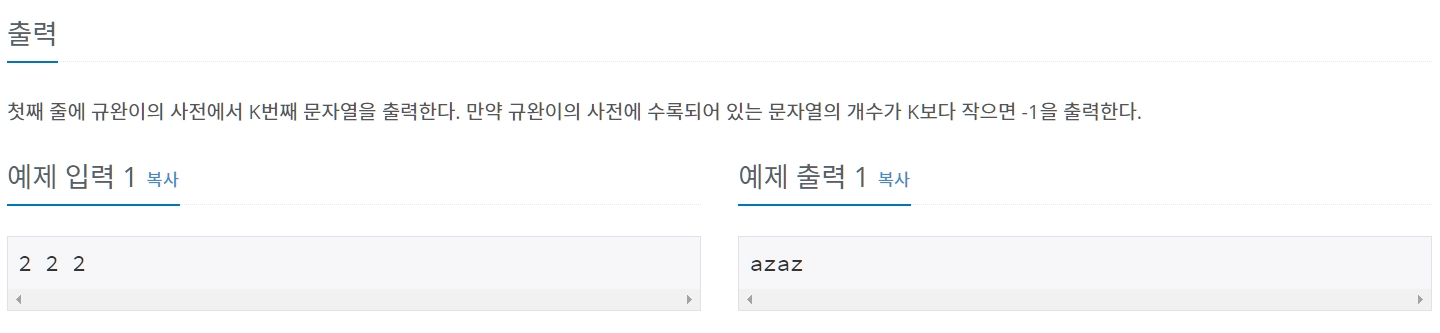 출력
첫째 줄에 규완이의 사전에서 K번째 문자열을 출력한다. 만약 규완이의 사전에 수록되어 있는 문자열의 개수가 K보다 작으면 -1을 출력한다.
예제 입력 1 복사
2 2 2
예제 출력 1 복사
azaz